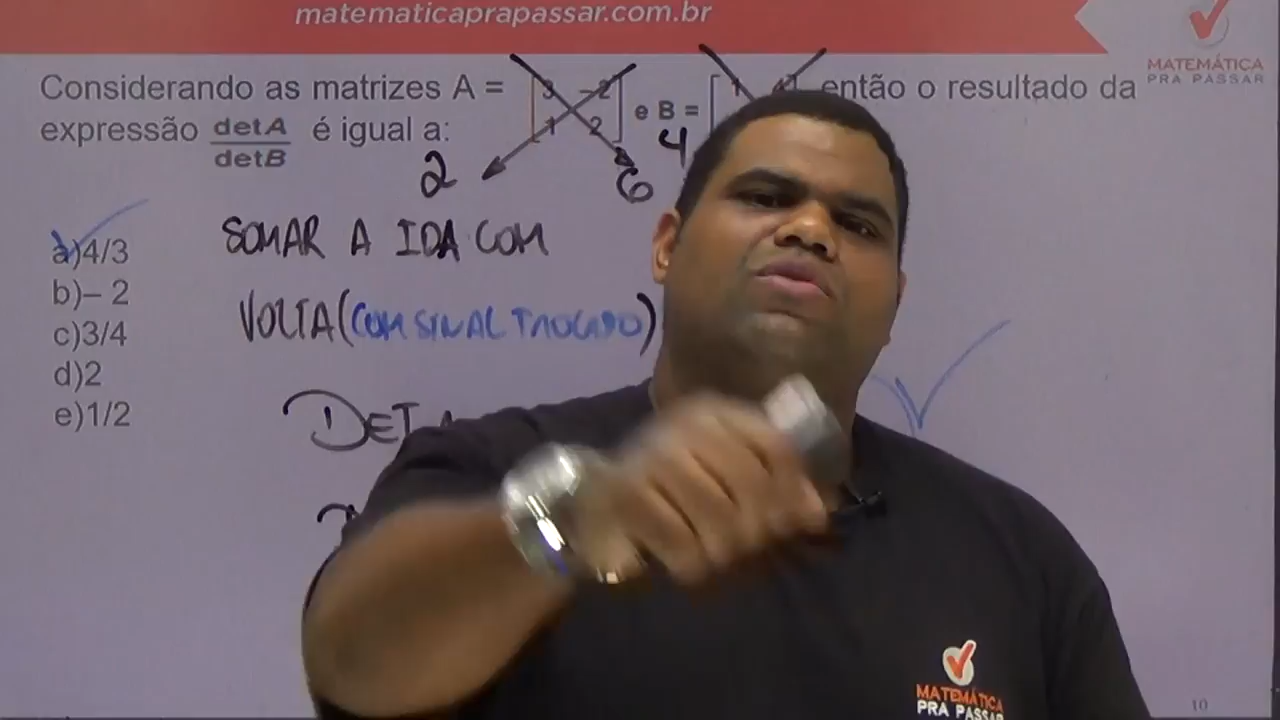 matematicaprapassar.com.br
MATEMÁTICA
PRA PASSAR
Considerando as matrizes A = [3 -2 e B = [1 então o resultado da
1 2]
expressão detA/detB é igual a:
4
2 6
a)4/3
b)– 2
c)3/4
d)2
e)1/2
SOMAR A IDA COM
VOLTA (COM SINAL TROCADO)
DET A
MATEMÁTICA
PRA PASSAR
10